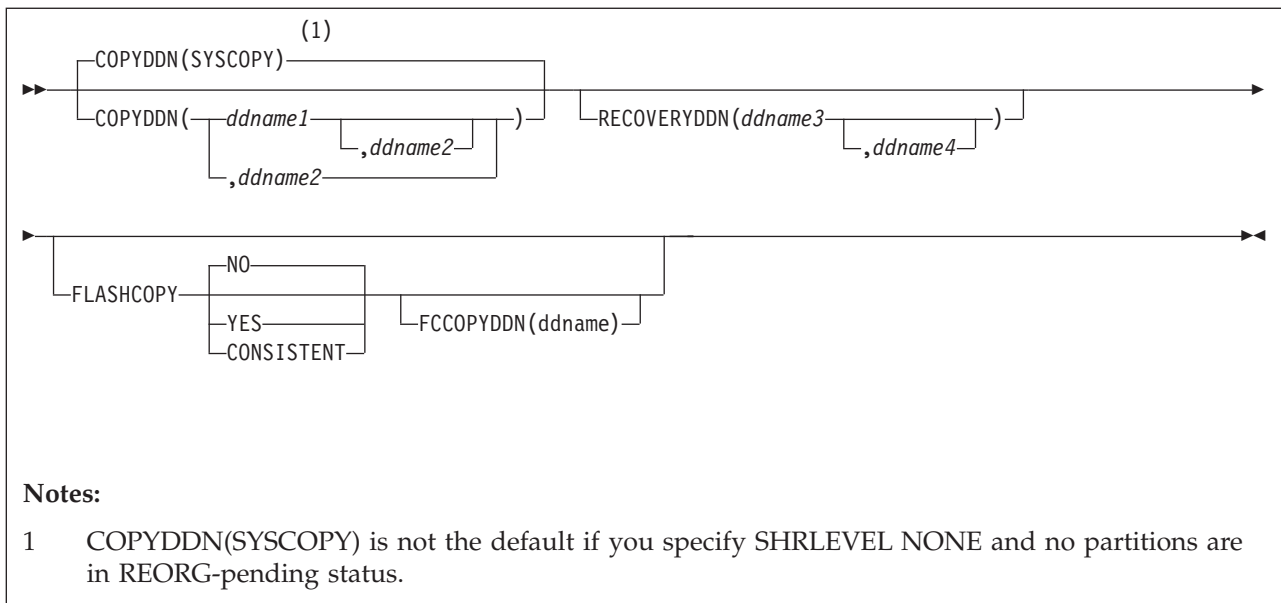 (1)
COPYDDN(SYSCOPY)
COPYDDN( ddname1 ,ddname2 )
,ddname2
RECOVERYDDN(ddname3 ,ddname4 )
FLASHCOPY NO
YES
CONSISTENT
FCCOPYDDN(ddname)
Notes:
1 COPYDDN(SYSCOPY) is not the default if you specify SHRLEVEL NONE and no partitions are
in REORG-pending status.